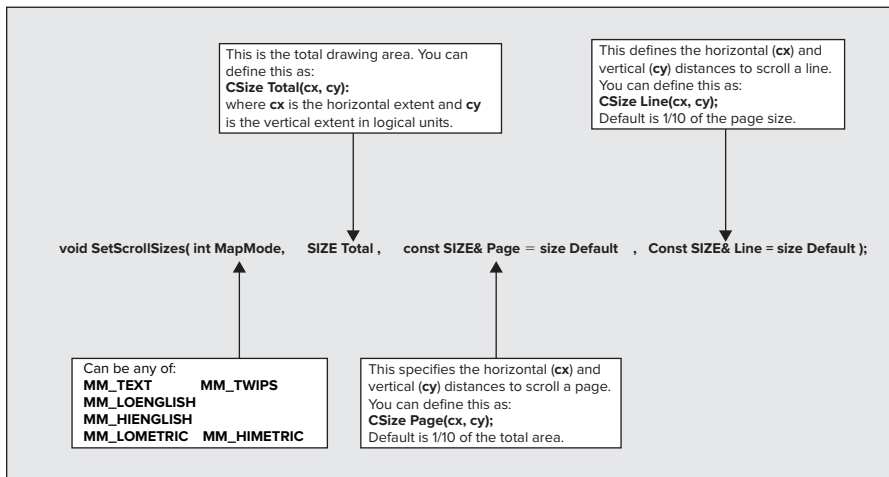 This is the total drawing area. You can
define this as:
CSize Total(cx, cy):
where cx is the horizontal extent and cy
is the vertical extent in logical units.
This defines the horizontal (cx) and
vertical (cy) distances to scroll a line.
You can define this as:
CSize Line(cx, cy);
Default is 1/10 of the page size.
void SetScrollSizes( int MapMode, SIZE Total , const SIZE& Page = size Default , Const SIZE& Line = size Default );
Can be any of:
MM_TEXT MM_TWIPS
MM_LOENGLISH
MM_HIENGLISH
MM_LOMETRIC MM_HIMETRIC
This specifies the horizontal (cx) and
vertical (cy) distances to scroll a page.
You can define this as:
CSize Page(cx, cy);
Default is 1/10 of the total area.